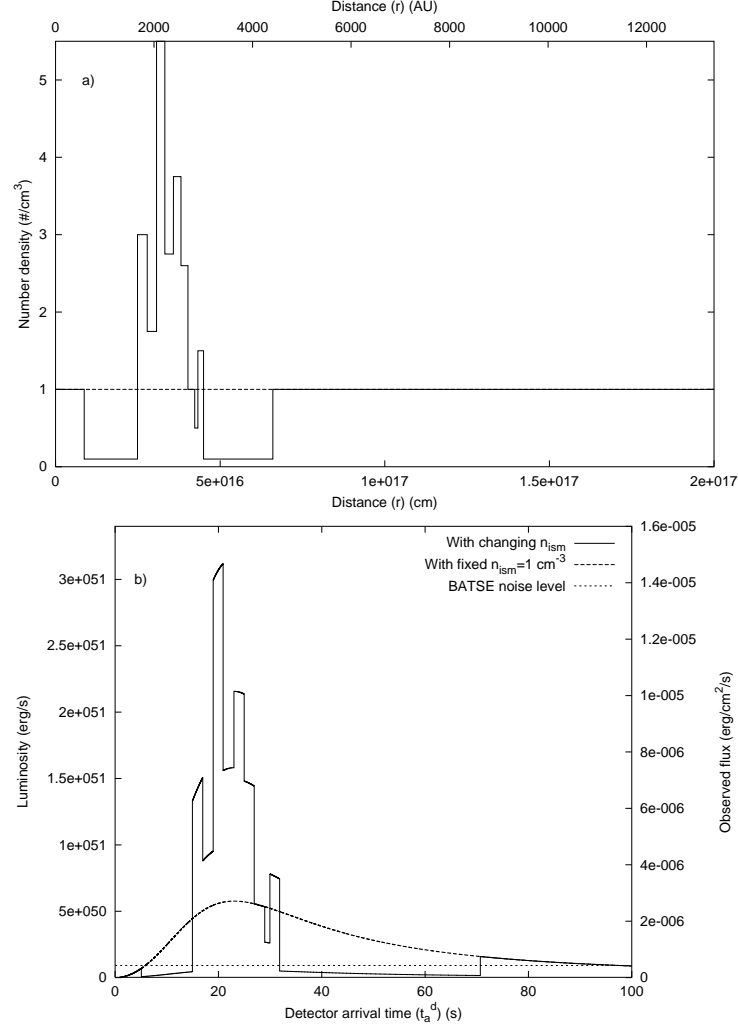 Distance (r) (AU)
0 2000 4000 6000 8000 10000 12000
a)
5
4
3
2
1
0
Number density (#/cm³)
0 5e+016 1e+017 1.5e+017 2e+017
Distance (r) (cm)
b)
With changing n_ism
With fixed n_ism=1 cm⁻³
BATSE noise level
3e+051
2.5e+051
2e+051
1.5e+051
1e+051
5e+050
0
Luminosity (erg/s)
1.6e-005
1.4e-005
1.2e-005
1e-005
8e-006
6e-006
4e-006
2e-006
0
Observed flux (erg/cm²/s)
0 20 40 60 80 100
Detector arrival time (t_a^d) (s)